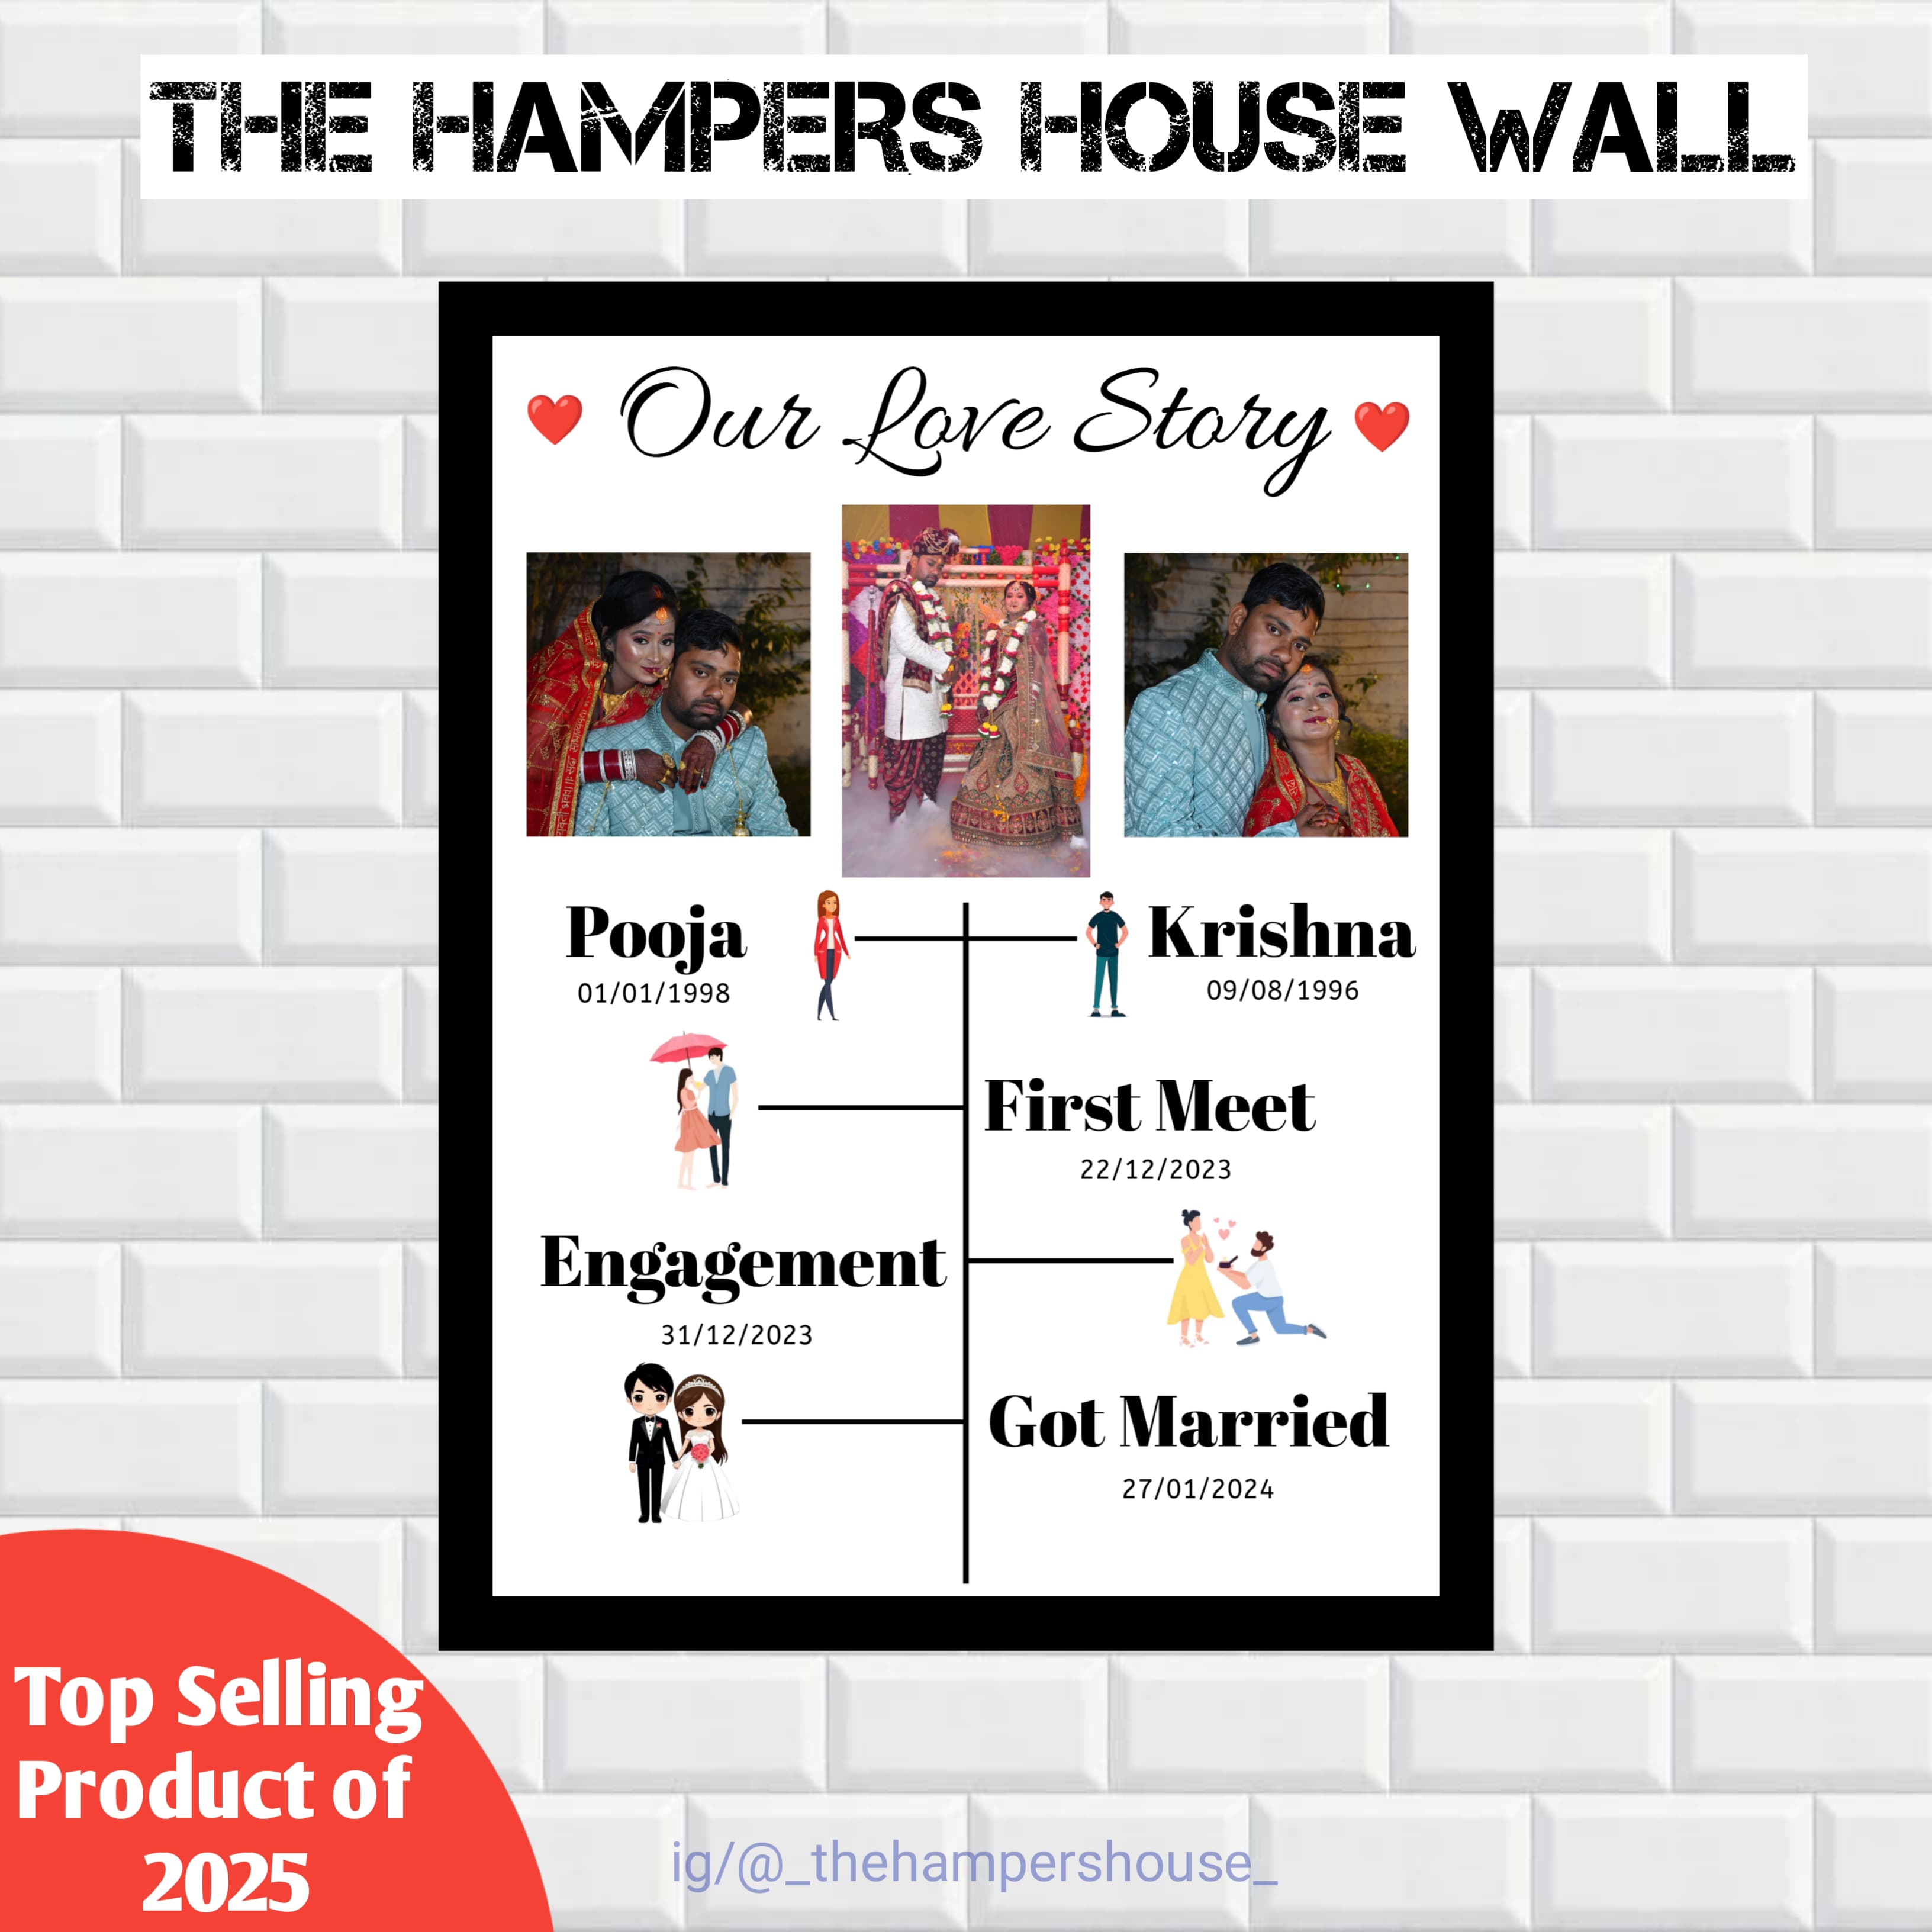 THE HAMPERS HOUSE WALL
❤️ Our Love Story ❤️
Pooja
01/01/1998
Krishna
09/08/1996
First Meet
22/12/2023
Engagement
31/12/2023
Got Married
27/01/2024
Top Selling
Product of
2025
ig/@_thehampershouse_